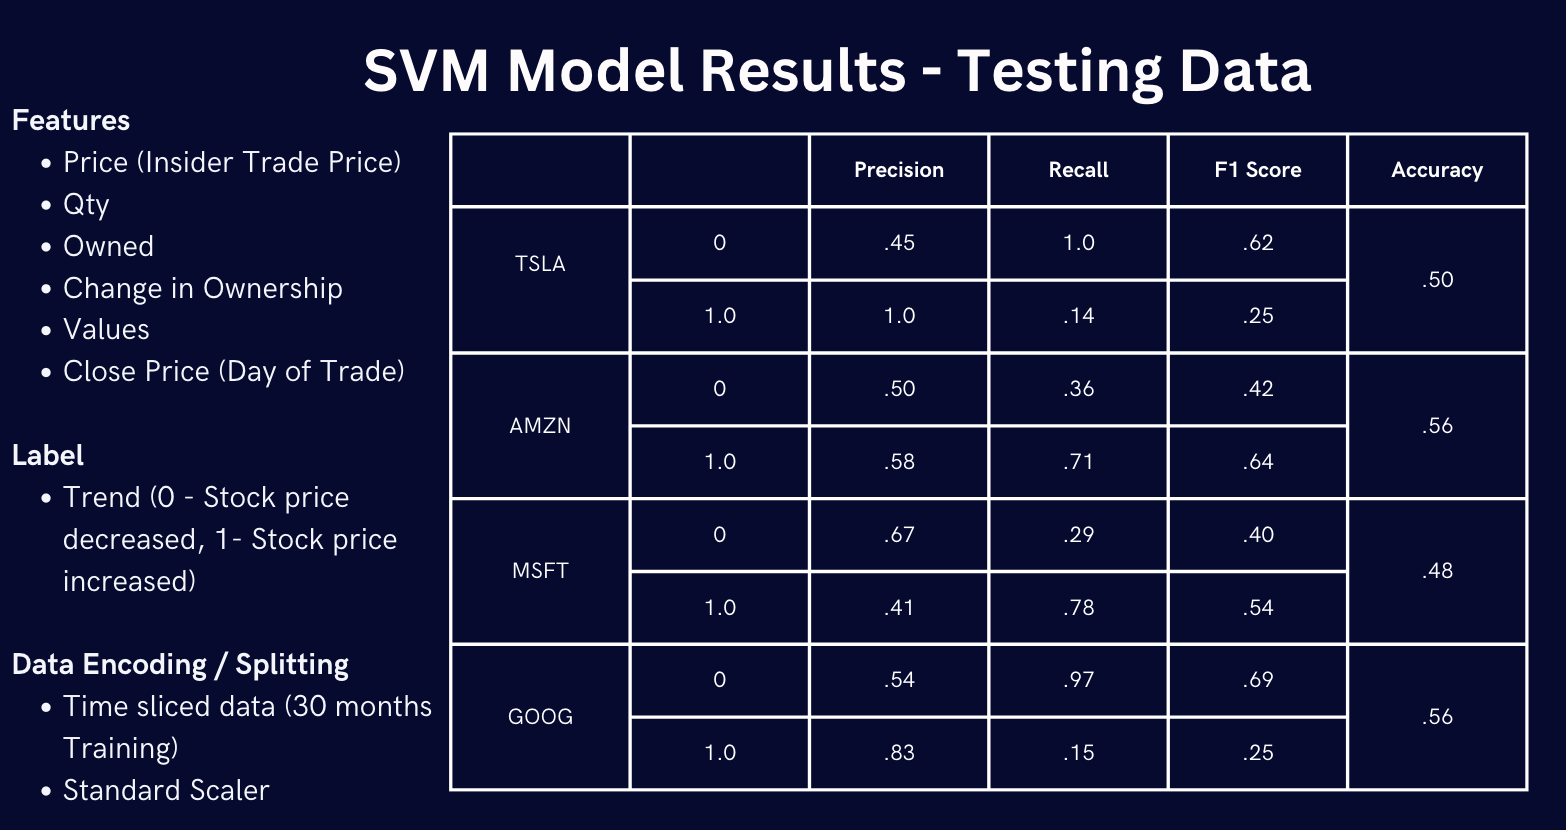 SVM Model Results - Testing Data
Features
• Price (Insider Trade Price)
• Qty
• Owned
• Change in Ownership
• Values
• Close Price (Day of Trade)
Label
• Trend (0 - Stock price
decreased, 1- Stock price
increased)
Data Encoding / Splitting
• Time sliced data (30 months
Training)
• Standard Scaler
Precision Recall F1 Score Accuracy
TSLA 0 .45 1.0 .62 .50
1.0 1.0 .14 .25
AMZN 0 .50 .36 .42 .56
1.0 .58 .71 .64
MSFT 0 .67 .29 .40 .48
1.0 .41 .78 .54
GOOG 0 .54 .97 .69 .56
1.0 .83 .15 .25